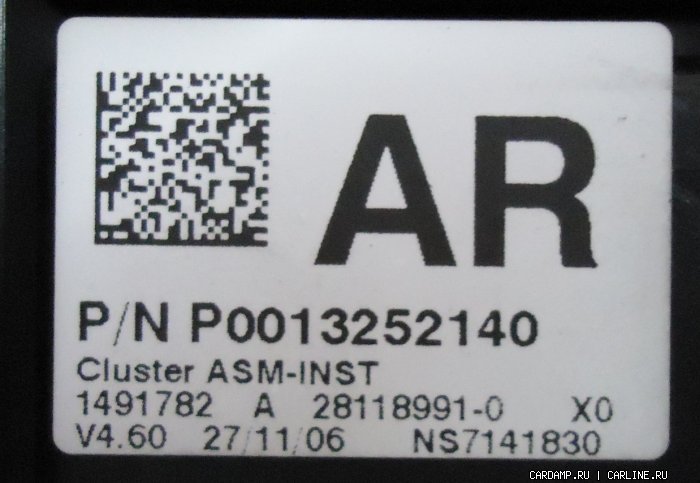 AR
P/N P0013252140
Cluster ASM-INST
1491782 A 28118991-0 X0
V4.60 27/11/06 NS7141830
CARDAMP.RU | CARLINE.RU